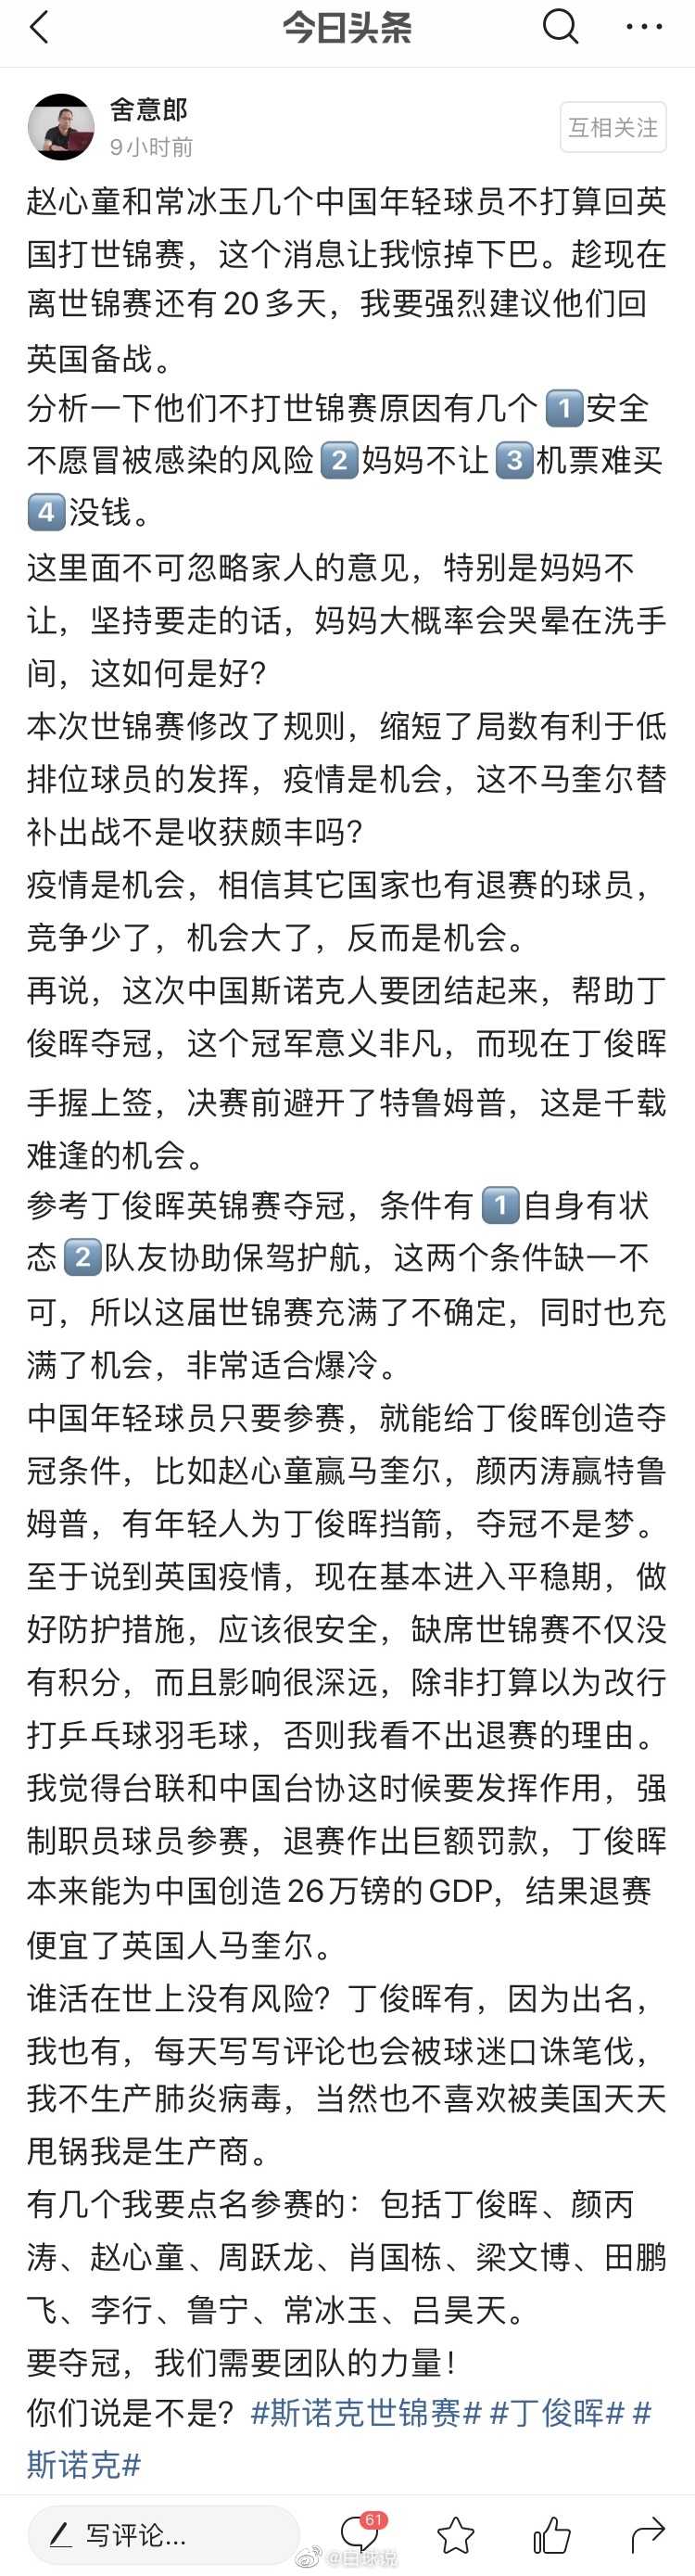 今日头条
舍意郎
9小时前
互相关注
赵心童和常冰玉几个中国年轻球员不打算回英
国打世锦赛，这个消息让我惊掉下巴。趁现在
离世锦赛还有20多天，我要强烈建议他们回
英国备战。
分析一下他们不打世锦赛原因有几个1安全
不愿冒被感染的风险2妈妈不让3机票难买
4没钱。
这里面不可忽略家人的意见，特别是妈妈不
让，坚持要走的话，妈妈大概率会哭晕在洗手
间，这如何是好？
本次世锦赛修改了规则，缩短了局数有利于低
排位球员的发挥，疫情是机会，这不马奎尔替
补出战不是收获颇丰吗？
疫情是机会，相信其它国家也有退赛的球员，
竞争少了，机会大了，反而是机会。
再说，这次中国斯诺克人要团结起来，帮助丁
俊晖夺冠，这个冠军意义非凡，而现在丁俊晖
手握上签，决赛前避开了特鲁姆普，这是千载
难逢的机会。
参考丁俊晖英锦赛夺冠，条件有1自身有状
态2队友协助保驾护航，这两个条件缺一不
可，所以这届世锦赛充满了不确定，同时也充
满了机会，非常适合爆冷。
中国年轻球员只要参赛，就能给丁俊晖创造夺
冠条件，比如赵心童赢马奎尔，颜丙涛赢特鲁
姆普，有年轻人为丁俊晖挡箭，夺冠不是梦。
至于说到英国疫情，现在基本进入平稳期，做
好防护措施，应该很安全，缺席世锦赛不仅没
有积分，而且影响很深远，除非打算以为改行
打乒乓球羽毛球，否则我看不出退赛的理由。
我觉得台联和中国台协这时候要发挥作用，强
制职员球员参赛，退赛作出巨额罚款，丁俊晖
本来能为中国创造26万镑的GDP，结果退赛
便宜了英国人马奎尔。
谁活在世上没有风险？丁俊晖有，因为出名，
我也有，每天写写评论也会被球迷口诛笔伐，
我不生产肺炎病毒，当然也不喜欢被美国天天
甩锅我是生产商。
有几个我要点名参赛的：包括丁俊晖、颜丙
涛、赵心童、周跃龙、肖国栋、梁文博、田鹏
飞、李行、鲁宁、常冰玉、吕昊天。
要夺冠，我们需要团队的力量！
你们说是不是？#斯诺克世锦赛# #丁俊晖# #
斯诺克#
写评论...
61
@白球说